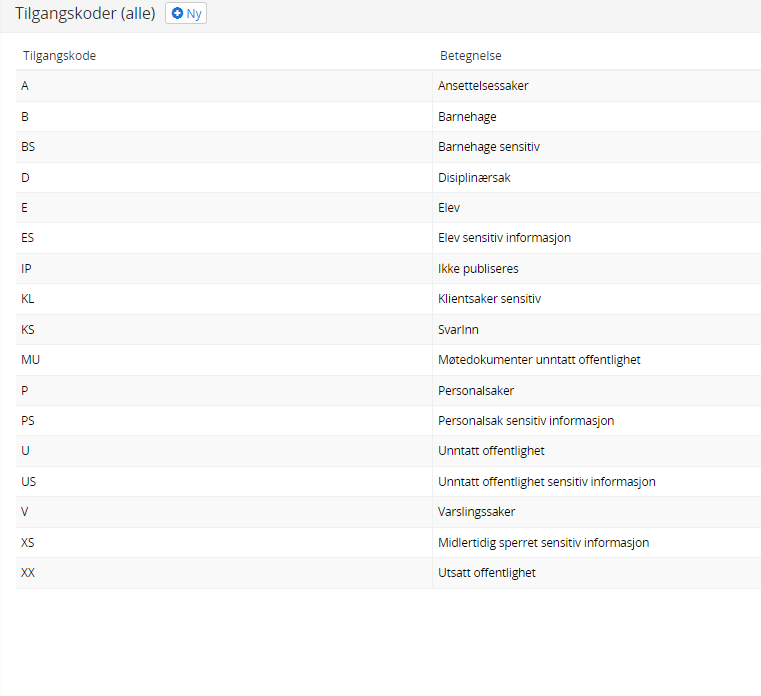 Tilgangskoder (alle) Ny
Tilgangskode Betegnelse
A Ansettelsessaker
B Barnehage
BS Barnehage sensitiv
D Disiplinærsak
E Elev
ES Elev sensitiv informasjon
IP Ikke publiseres
KL Klientsaker sensitiv
KS SvarInn
MU Møtedokumenter unntatt offentlighet
P Personalsaker
PS Personalsak sensitiv informasjon
U Unntatt offentlighet
US Unntatt offentlighet sensitiv informasjon
V Varslingssaker
XS Midlertidig sperret sensitiv informasjon
XX Utsatt offentlighet